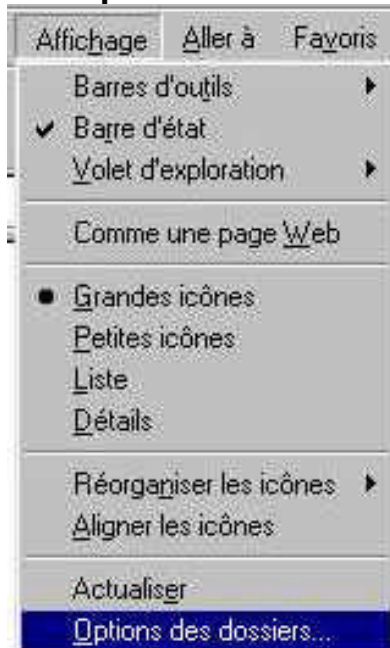 Affichage Aller à Favoris
Barres d'outils
Barre d'état
Volet d'exploration
Comme une page Web
Grandes icônes
Petites icônes
Liste
Détails
Réorganiser les icônes
Aligner les icônes
Actualiser
Options des dossiers...